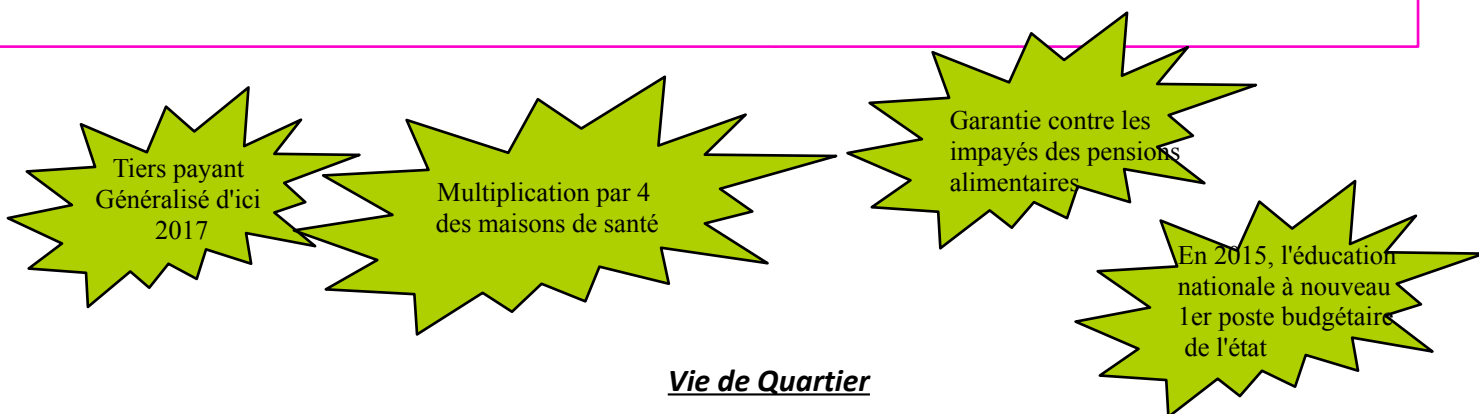 Tiers payant
Généralisé d'ici
2017
Multiplication par 4
des maisons de santé
Garantie contre les
impayés des pensions
alimentaires
En 2015, l'éducation
nationale à nouveau
1er poste budgétaire
de l'état
Vie de Quartier